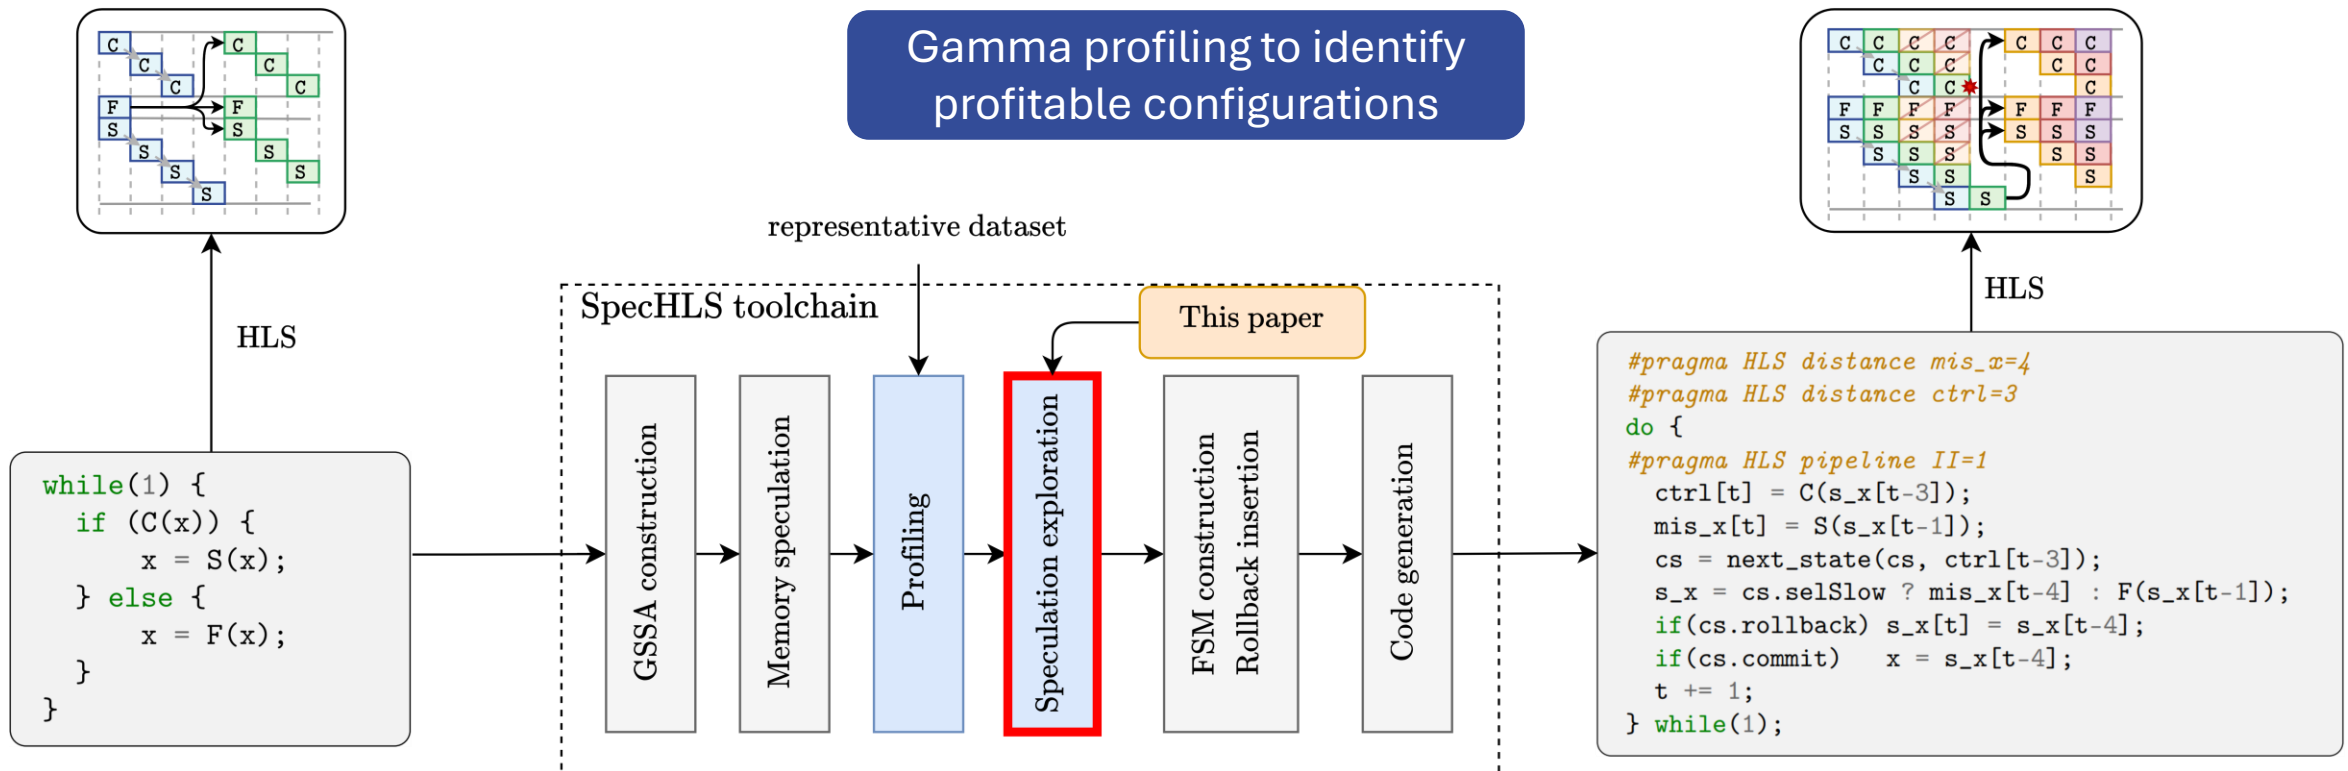 Gamma profiling to identify
profitable configurations
C C
C C
C C
F F
S S
S S
S S
S
HLS
while(1) {
if (C(x)) {
x = S(x);
} else {
x = F(x);
}
}
representative dataset
SpecHLS toolchain
This paper
GSSA construction
Memory speculation
Profiling
Speculation exploration
FSM construction
Rollback insertion
Code generation
C C C C C C C
C C C C C
C C C
F F F F F F F
S S S S S S S
S S S S S
S S S
S S
HLS
#pragma HLS distance mis_x=4
#pragma HLS distance ctrl=3
do {
#pragma HLS pipeline II=1
ctrl[t] = C(s_x[t-3]);
mis_x[t] = S(s_x[t-1]);
cs = next_state(cs, ctrl[t-3]);
s_x = cs.selSlow ? mis_x[t-4] : F(s_x[t-1]);
if(cs.rollback) s_x[t] = s_x[t-4];
if(cs.commit) x = s_x[t-4];
t += 1;
} while(1);